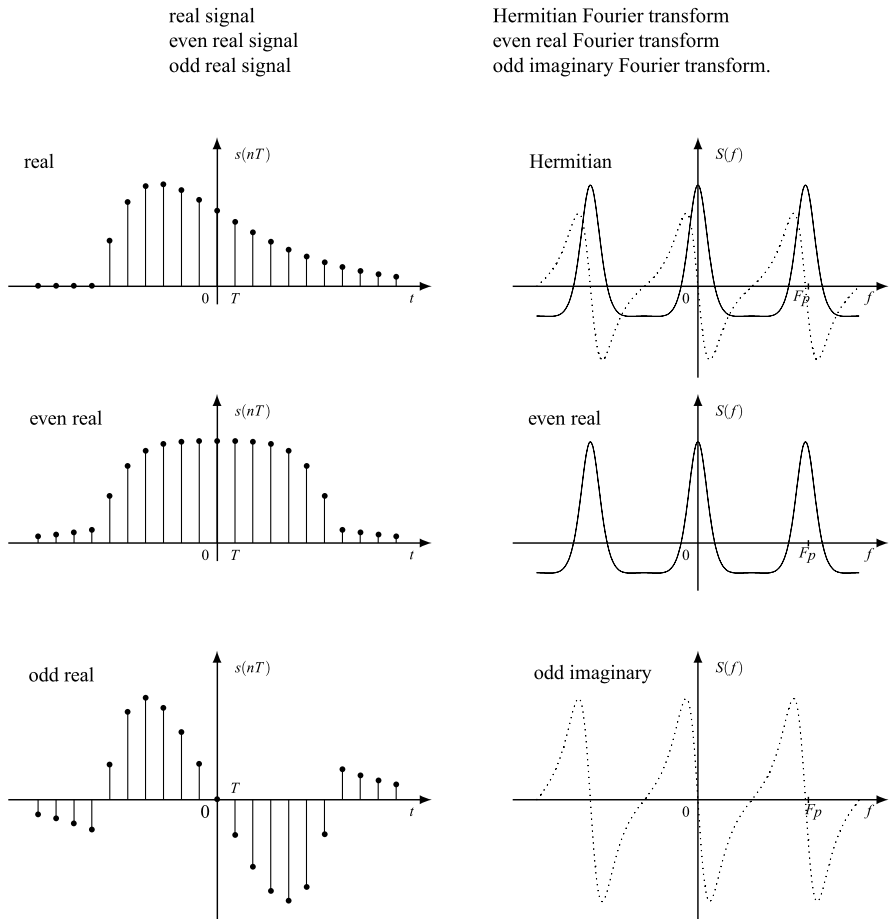 real signal
even real signal
odd real signal
Hermitian Fourier transform
even real Fourier transform
odd imaginary Fourier transform.
real
s(nT)
0
T
t
Hermitian
S(f)
0
Fp
f
even real
s(nT)
0
T
t
even real
S(f)
0
Fp
f
odd real
s(nT)
T
0
t
odd imaginary
S(f)
0
Fp
f